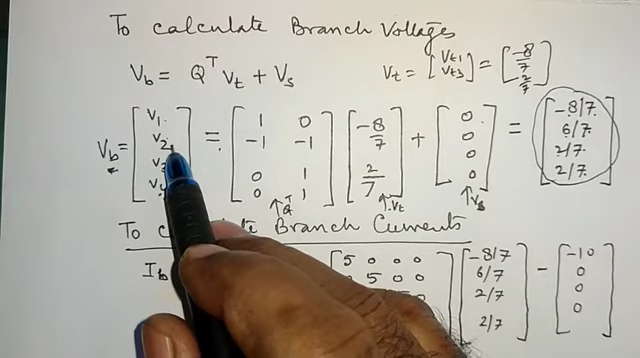 To calculate Branch Voltages
Vb = Q^T Vt + Vs    Vt = [Vt1 Vt3] = [-8/7 2/7]
Vb = [V1 V2 V3 V4] = [1 0 -1 -1 0 1 0 1] [-8/7 2/7] + [0 0 0 0] = [-8/7 6/7 2/7 2/7]
↑Q^T ↑Vt ↑Vs
To Branch Currents
Ib [5 0 0 0 5 0 0 0] [-8/7 6/7 2/7 2/7] - [-10 0 0 0]